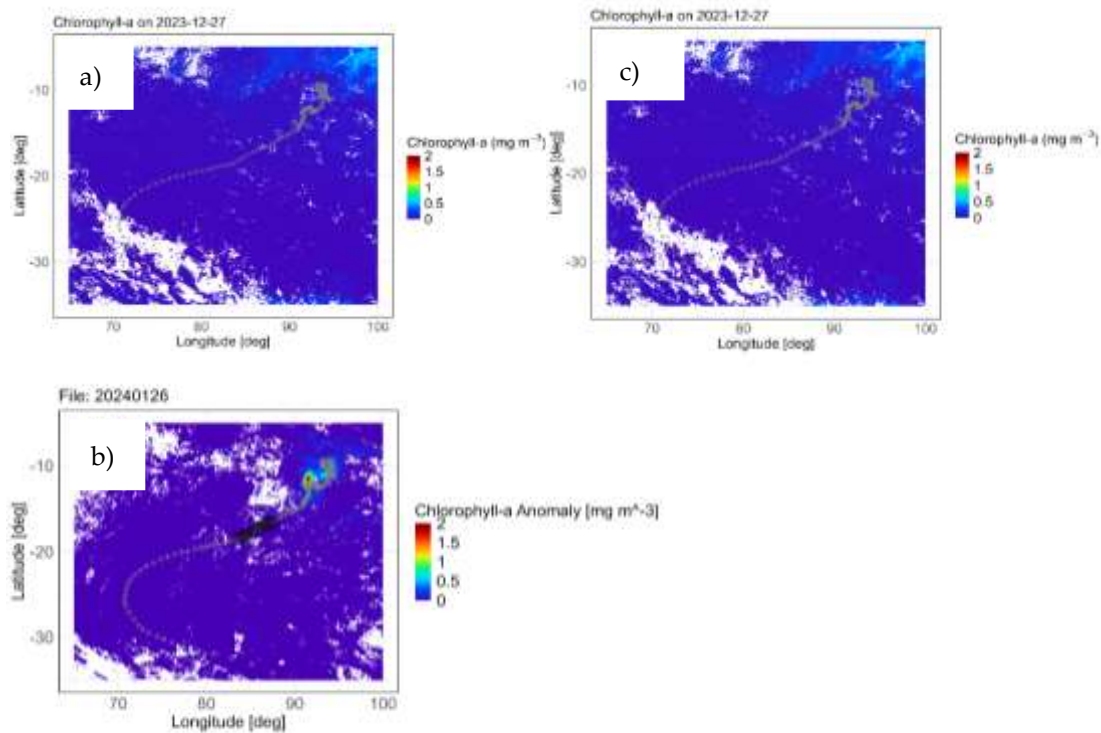 Chlorophyll-a on 2023-12-27
a)
-10
-20
-30
Latitude [deg]
70 80 90 100
Longitude [deg]
Chlorophyll-a (mg m⁻³)
2
1.5
1
0.5
0
Chlorophyll-a on 2023-12-27
c)
-10
-20
-30
Latitude [deg]
70 80 90 100
Longitude [deg]
Chlorophyll-a (mg m⁻³)
2
1.5
1
0.5
0
File: 20240126
b)
-10
-20
-30
Latitude [deg]
70 80 90 100
Longitude [deg]
Chlorophyll-a Anomaly [mg m^-3]
2
1.5
1
0.5
0